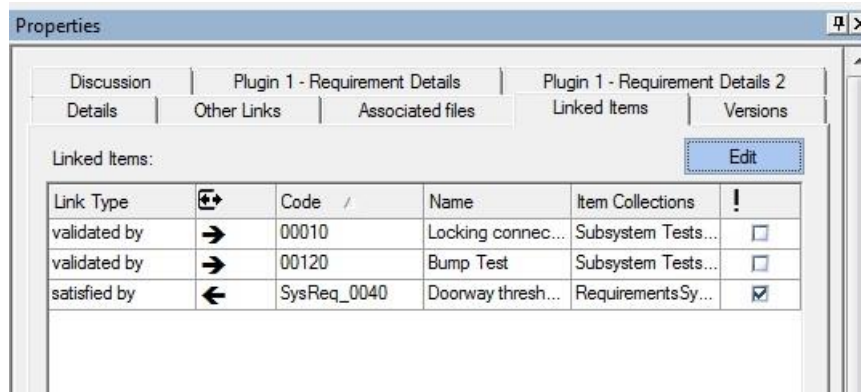 Properties
Discussion Plugin 1 - Requirement Details Plugin 1 - Requirement Details 2
Details Other Links Associated files Linked Items Versions
Linked Items: Edit
Link Type Code Name Item Collections !
validated by 00010 Locking connec... Subsystem Tests...
validated by 00120 Bump Test Subsystem Tests...
satisfied by SysReq_0040 Doorway thresh... RequirementsSy...